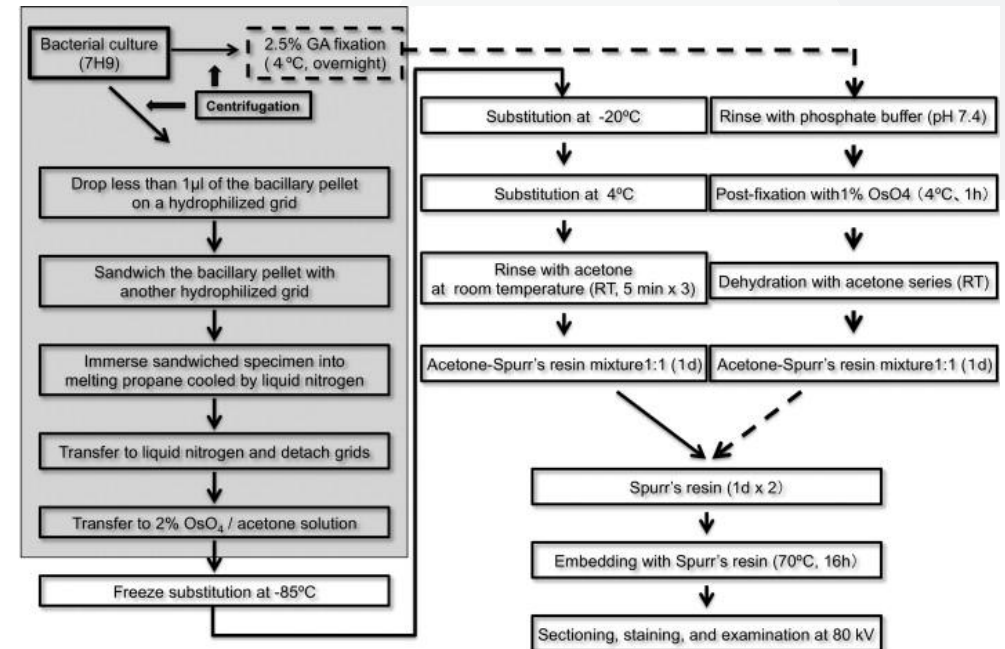 Bacterial culture
(7H9)
2.5% GA fixation
( 4 ºC, overnight)
Centrifugation
Drop less than 1µl of the bacillary pellet
on a hydrophilized grid
Sandwich the bacillary pellet with
another hydrophilized grid
Immerse sandwiched specimen into
melting propane cooled by liquid nitrogen
Transfer to liquid nitrogen and detach grids
Transfer to 2% OsO₄ / acetone solution
Freeze substitution at -85ºC
Substitution at -20ºC
Substitution at 4ºC
Rinse with acetone
at room temperature (RT, 5 min x 3)
Acetone-Spurr's resin mixture1:1 (1d)
Rinse with phosphate buffer (pH 7.4)
Post-fixation with1% OsO4（4ºC、1h）
Dehydration with acetone series (RT)
Acetone-Spurr's resin mixture1:1 (1d)
Spurr's resin (1d x 2）
Embedding with Spurr's resin (70ºC, 16h)
Sectioning, staining, and examination at 80 kV